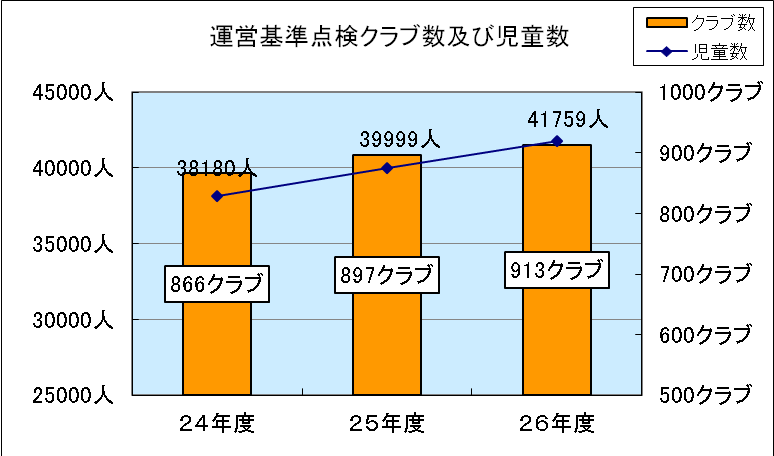 運営基準点検クラブ数及び児童数
クラブ数
児童数
45000人
40000人
35000人
30000人
25000人
1000クラブ
900クラブ
800クラブ
700クラブ
600クラブ
500クラブ
38180人
39999人
41759人
866クラブ
897クラブ
913クラブ
24年度
25年度
26年度